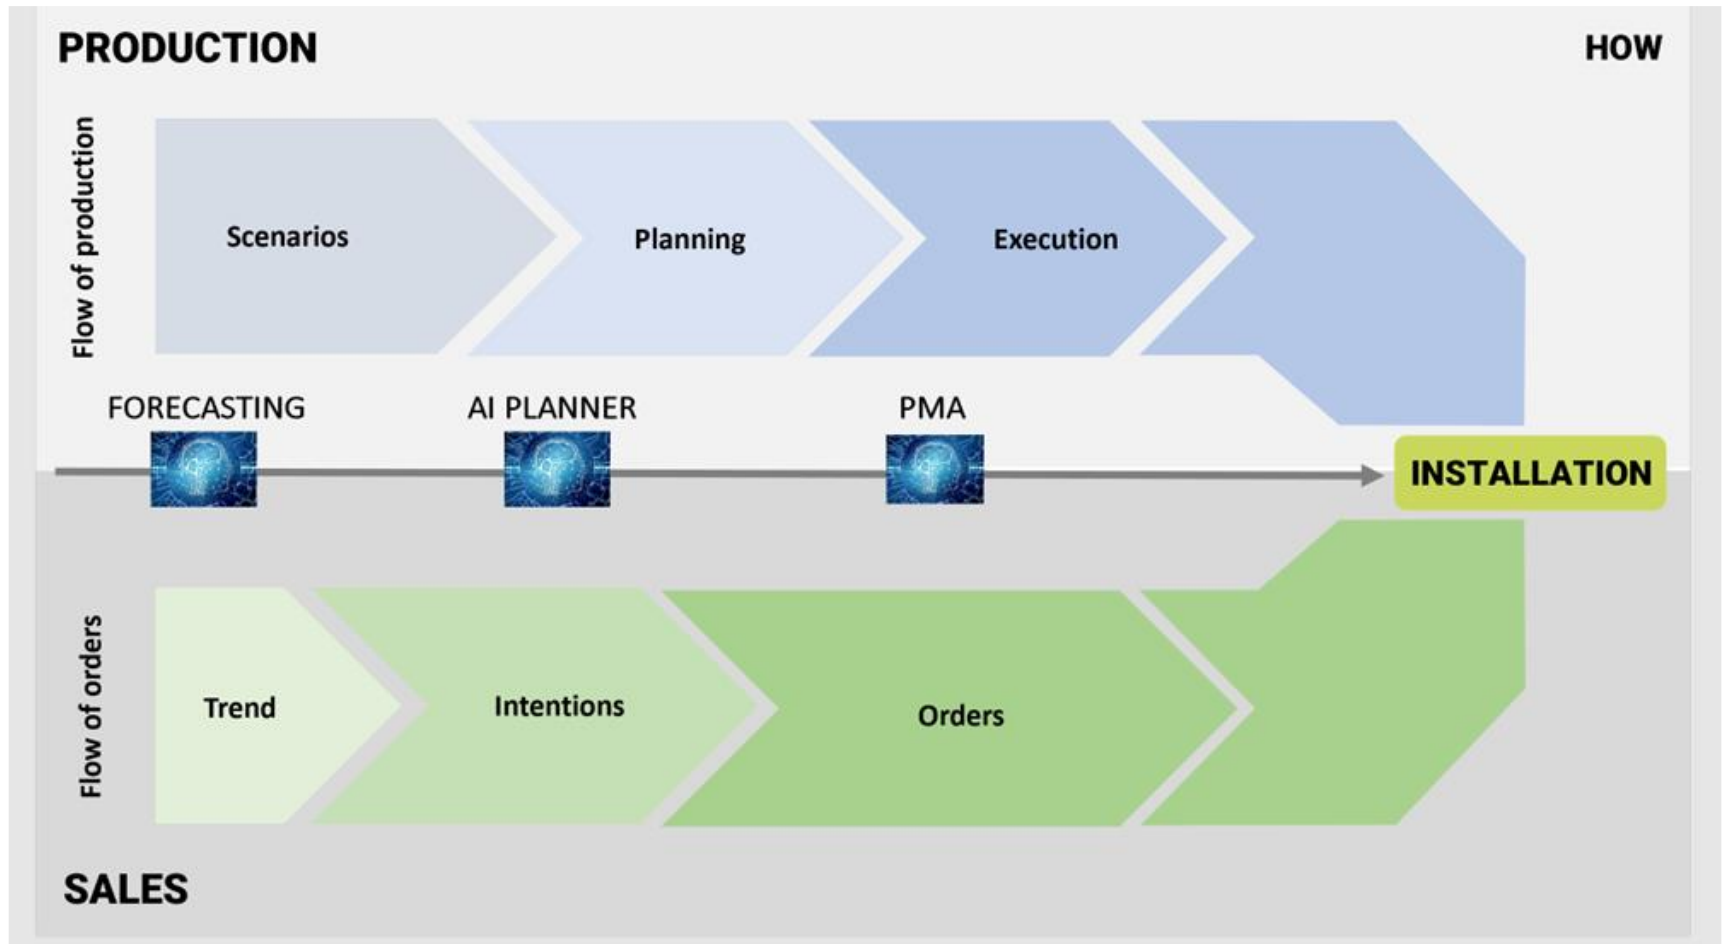 PRODUCTION
HOW
Flow of production
Scenarios
Planning
Execution
FORECASTING
AI PLANNER
PMA
INSTALLATION
Flow of orders
Trend
Intentions
Orders
SALES